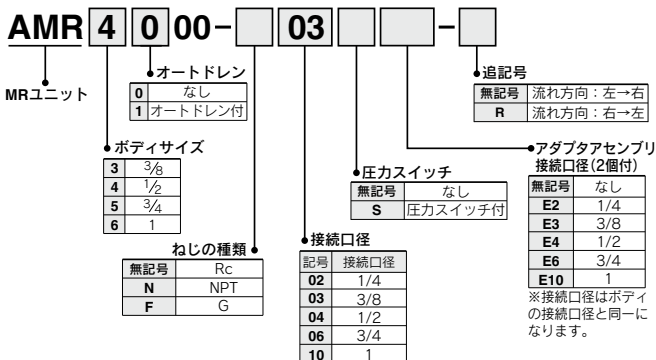 AMR 4 0 00- 03 -
MRユニット
オートドレン
0 なし
1 オートドレン付
ボディサイズ
3 3/8
4 1/2
5 3/4
6 1
ねじの種類
無記号 Rc
N NPT
F G
接続口径
記号 接続口径
02 1/4
03 3/8
04 1/2
06 3/4
10 1
圧力スイッチ
無記号 なし
S 圧力スイッチ付
追記号
無記号 流れ方向：左→右
R 流れ方向：右→左
アダプタアセンブリ
接続口径(2個付)
無記号 なし
E2 1/4
E3 3/8
E4 1/2
E6 3/4
E10 1
※接続口径はボディ
の接続口径と同一に
なります。